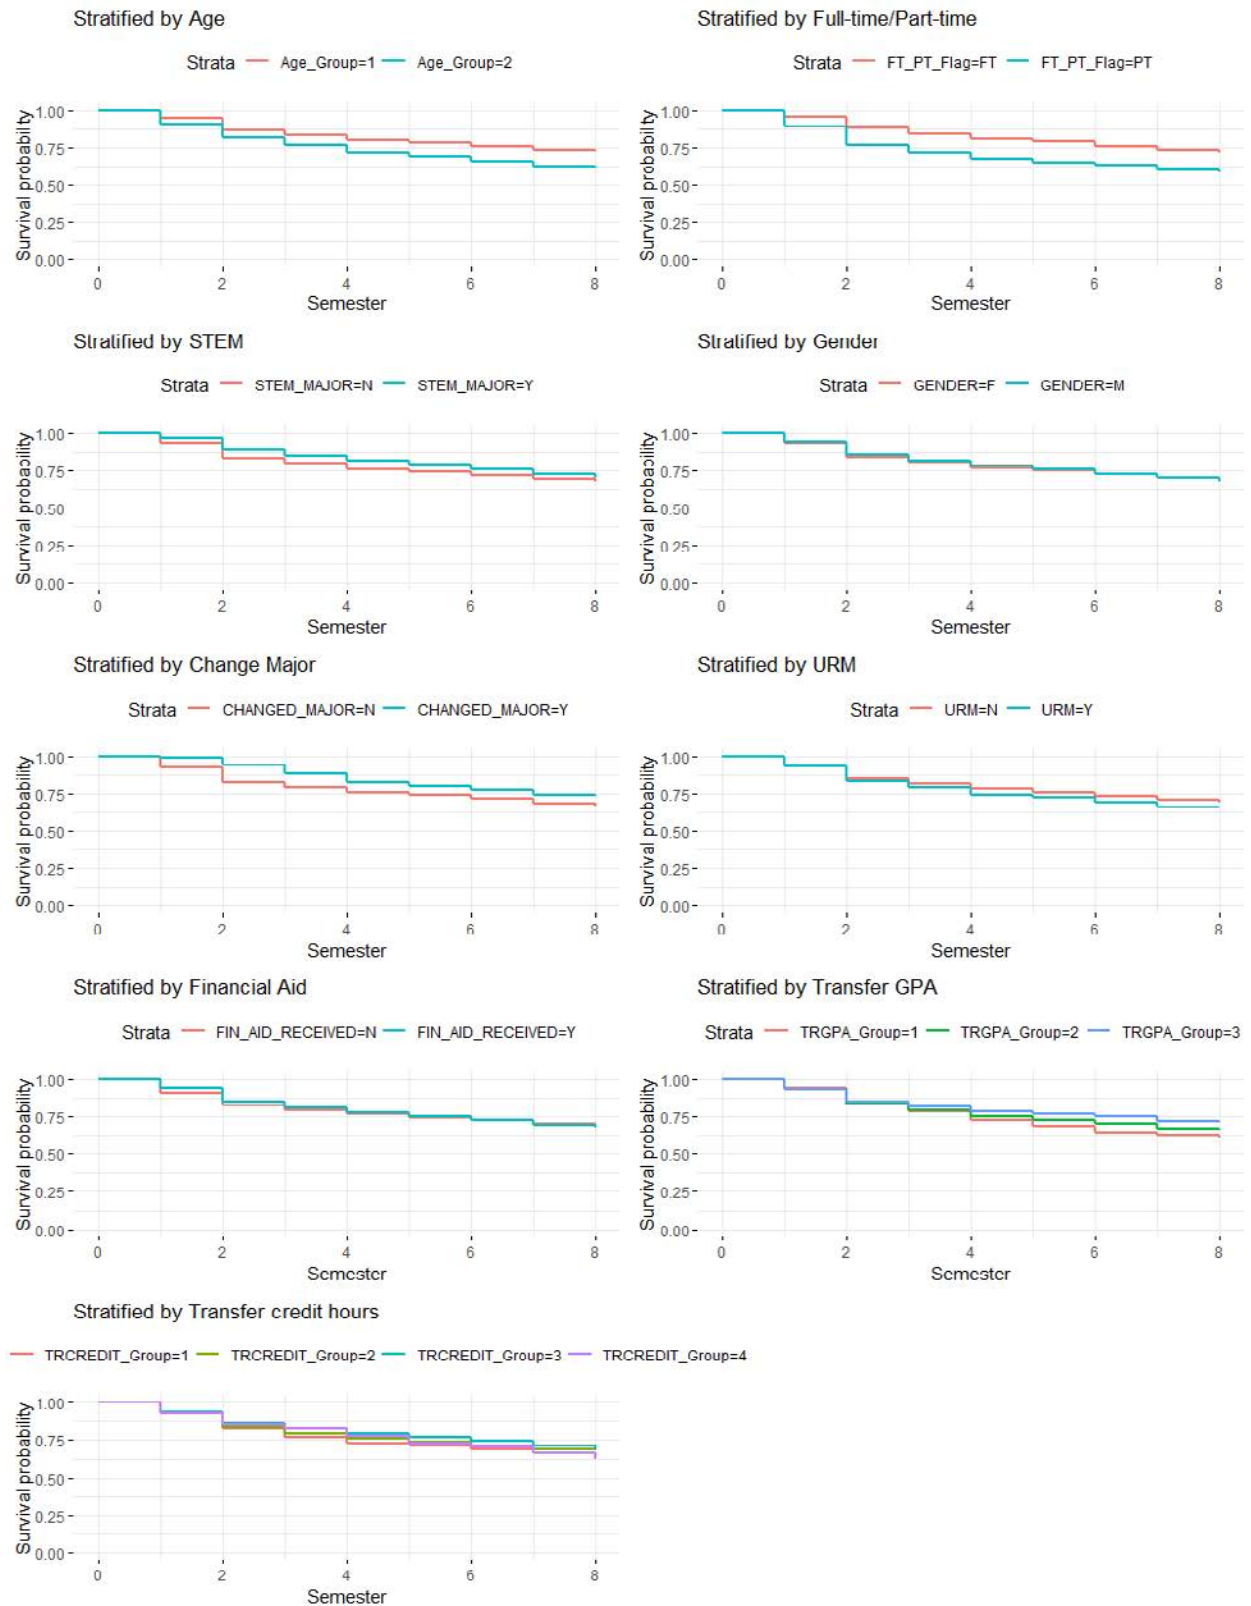 Stratified by Age
Strata Age_Group=1 Age_Group=2
Survival probability
1.00
0.75
0.50
0.25
0.00
0 2 4 6 8
Semester
Stratified by Full-time/Part-time
Strata FT_PT_Flag=FT FT_PT_Flag=PT
Survival probability
1.00
0.75
0.50
0.25
0.00
0 2 4 6 8
Semester
Stratified by STEM
Strata STEM_MAJOR=N STEM_MAJOR=Y
Survival probability
1.00
0.75
0.50
0.25
0.00
0 2 4 6 8
Semester
Stratified by Gender
Strata GENDER=F GENDER=M
Survival probability
1.00
0.75
0.50
0.25
0.00
0 2 4 6 8
Semester
Stratified by Change Major
Strata CHANGED_MAJOR=N CHANGED_MAJOR=Y
Survival probability
1.00
0.75
0.50
0.25
0.00
0 2 4 6 8
Semester
Stratified by URM
Strata URM=N URM=Y
Survival probability
1.00
0.75
0.50
0.25
0.00
0 2 4 6 8
Semester
Stratified by Financial Aid
Strata FIN_AID_RECEIVED=N FIN_AID_RECEIVED=Y
Survival probability
1.00
0.75
0.50
0.25
0.00
0 2 4 6 8
Semester
Stratified by Transfer GPA
Strata TRGPA_Group=1 TRGPA_Group=2 TRGPA_Group=3
Survival probability
1.00
0.75
0.50
0.25
0.00
0 2 4 6 8
Semester
Stratified by Transfer credit hours
TRCREDIT_Group=1 TRCREDIT_Group=2 TRCREDIT_Group=3 TRCREDIT_Group=4
Survival probability
1.00
0.75
0.50
0.25
0.00
0 2 4 6 8
Semester